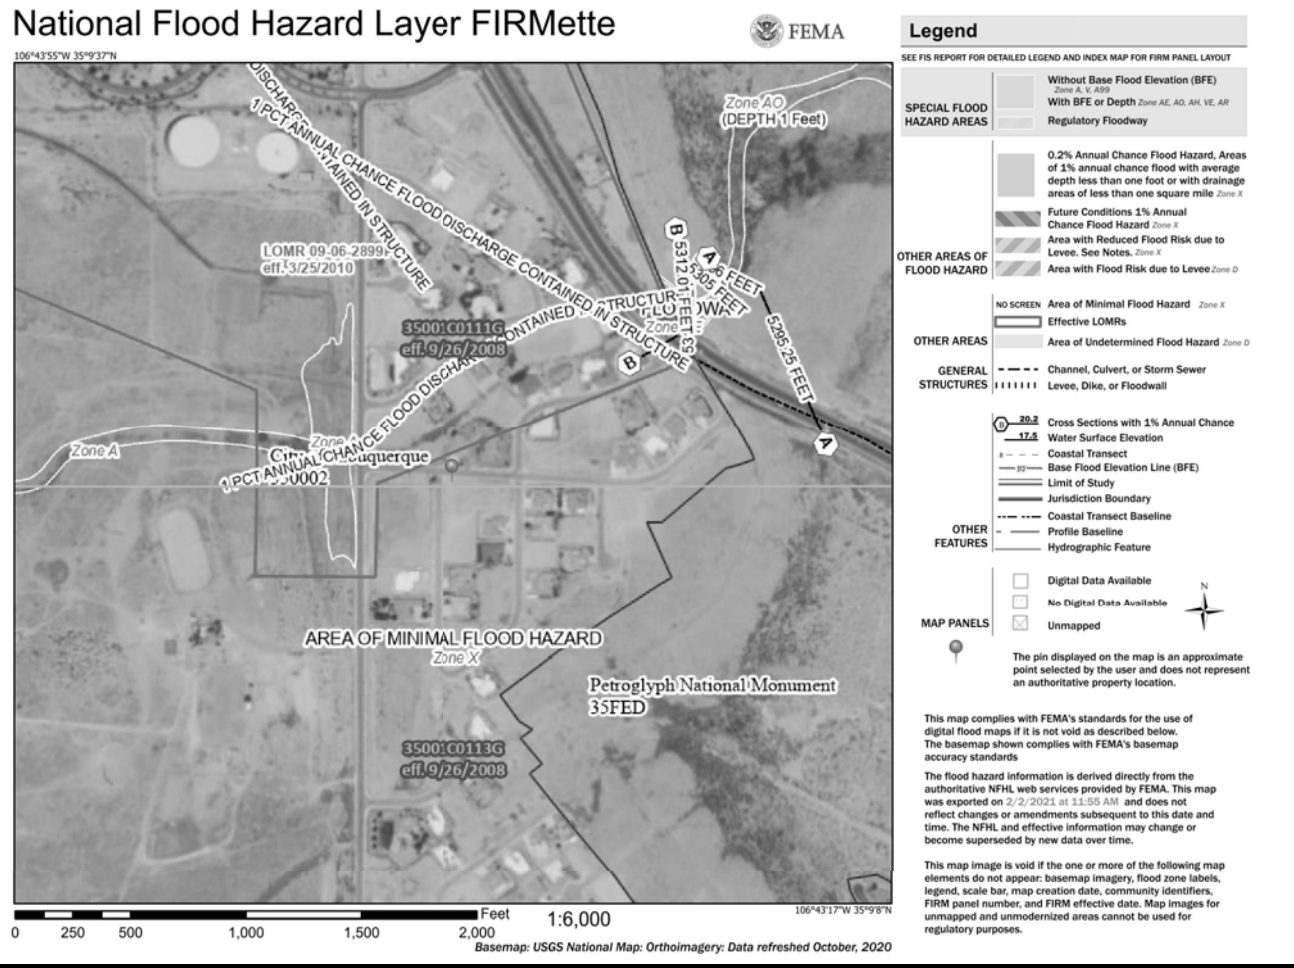 National Flood Hazard Layer FIRMette
FEMA
106°43'55"W 35°9'37"N
1 PCT ANNUAL CHANCE FLOOD DISCHARGE CONTAINED IN STRUCTURE
Zone AO
(DEPTH 1 Feet)
LOMR 09-06-2899P
eff. 3/25/2010
B
A
5312.01 FEET
5305 FEET
5295.25 FEET
35001C0111G
eff. 9/26/2008
Zone
B
A
Zone A
Zone A
1 PCT ANNUAL CHANCE FLOOD DISCHARGE CONTAINED
STRUCTUR
AREA OF MINIMAL FLOOD HAZARD
Zone X
Petroglyph National Monument
35FED
35001C0113G
eff. 9/26/2008
106°43'17"W 35°9'8"N
Feet
1:6,000
0 250 500 1,000 1,500 2,000
Basemap: USGS National Map: Orthoimagery: Data refreshed October, 2020
Legend
SEE FIS REPORT FOR DETAILED LEGEND AND INDEX MAP FOR FIRM PANEL LAYOUT
SPECIAL FLOOD
HAZARD AREAS
Without Base Flood Elevation (BFE)
Zone A, V, A99
With BFE or Depth Zone AE, AO, AH, VE, AR
Regulatory Floodway
OTHER AREAS OF
FLOOD HAZARD
0.2% Annual Chance Flood Hazard, Areas
of 1% annual chance flood with average
depth less than one foot or with drainage
areas of less than one square mile Zone X
Future Conditions 1% Annual
Chance Flood Hazard Zone X
Area with Reduced Flood Risk due to
Levee. See Notes. Zone X
Area with Flood Risk due to Levee Zone D
OTHER AREAS
NO SCREEN Area of Minimal Flood Hazard Zone X
Effective LOMRs
Area of Undetermined Flood Hazard Zone D
GENERAL
STRUCTURES
Channel, Culvert, or Storm Sewer
Levee, Dike, or Floodwall
OTHER
FEATURES
B 20.2 Cross Sections with 1% Annual Chance
17.5 Water Surface Elevation
8 Coastal Transect
Base Flood Elevation Line (BFE)
Limit of Study
Jurisdiction Boundary
Coastal Transect Baseline
Profile Baseline
Hydrographic Feature
MAP PANELS
Digital Data Available
No Digital Data Available
Unmapped
N
The pin displayed on the map is an approximate
point selected by the user and does not represent
an authoritative property location.
This map complies with FEMA's standards for the use of
digital flood maps if it is not void as described below.
The basemap shown complies with FEMA's basemap
accuracy standards
The flood hazard information is derived directly from the
authoritative NFHL web services provided by FEMA. This map
was exported on 2/2/2021 at 11:55 AM and does not
reflect changes or amendments subsequent to this date and
time. The NFHL and effective information may change or
become superseded by new data over time.
This map image is void if the one or more of the following map
elements do not appear: basemap imagery, flood zone labels,
legend, scale bar, map creation date, community identifiers,
FIRM panel number, and FIRM effective date. Map images for
unmapped and unmodernized areas cannot be used for
regulatory purposes.